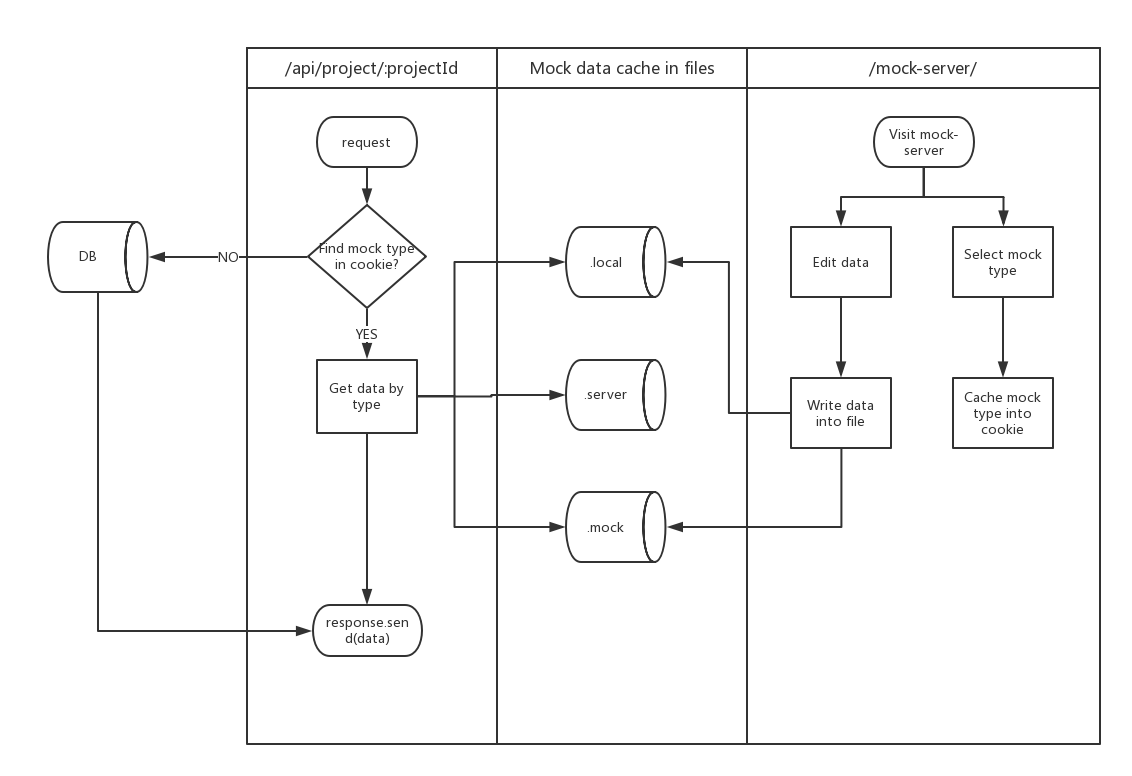 /api/project/:projectId
Mock data cache in files
/mock-server/
request
Visit mock-
server
DB
NO
Find mock type
in cookie?
.local
Edit data
Select mock
type
YES
Get data by
type
.server
Write data
into file
Cache mock
type into
cookie
.mock
response.sen
d(data)